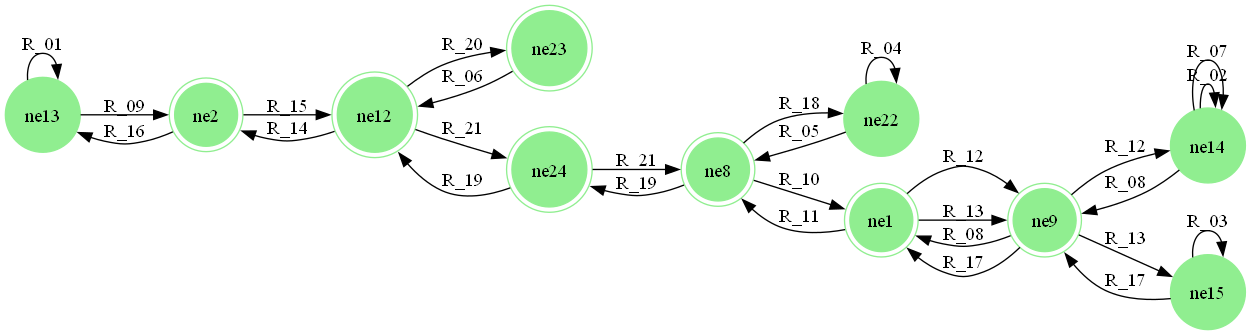 R_01
ne13
R_09
R_16
ne2
R_15
R_14
ne12
R_20
R_06
ne23
R_21
R_19
ne24
R_21
R_19
ne8
R_18
R_05
R_04
ne22
R_10
R_11
ne1
R_12
R_13
R_08
R_17
ne9
R_12
R_08
R_07
R_02
ne14
R_13
R_17
R_03
ne15